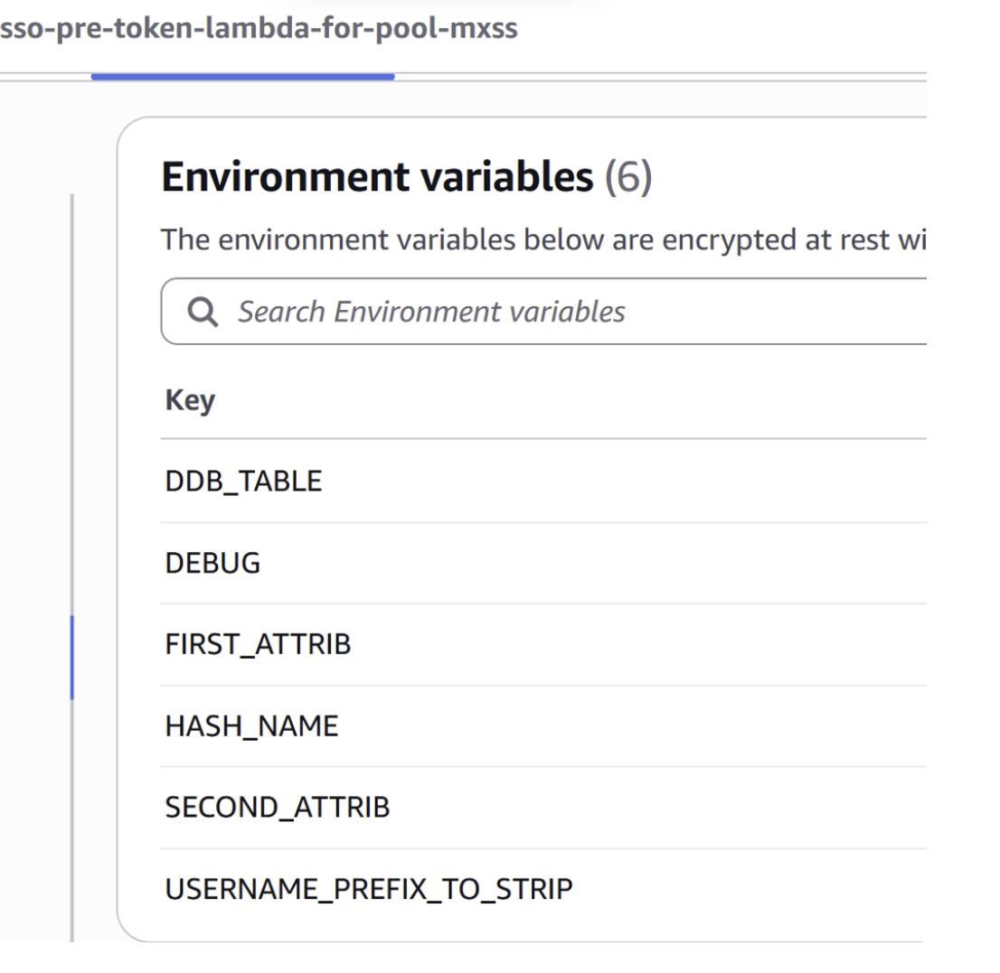 sso-pre-token-lambda-for-pool-mxss
Environment variables (6)
The environment variables below are encrypted at rest wi
Search Environment variables
Key
DDB_TABLE
DEBUG
FIRST_ATTRIB
HASH_NAME
SECOND_ATTRIB
USERNAME_PREFIX_TO_STRIP